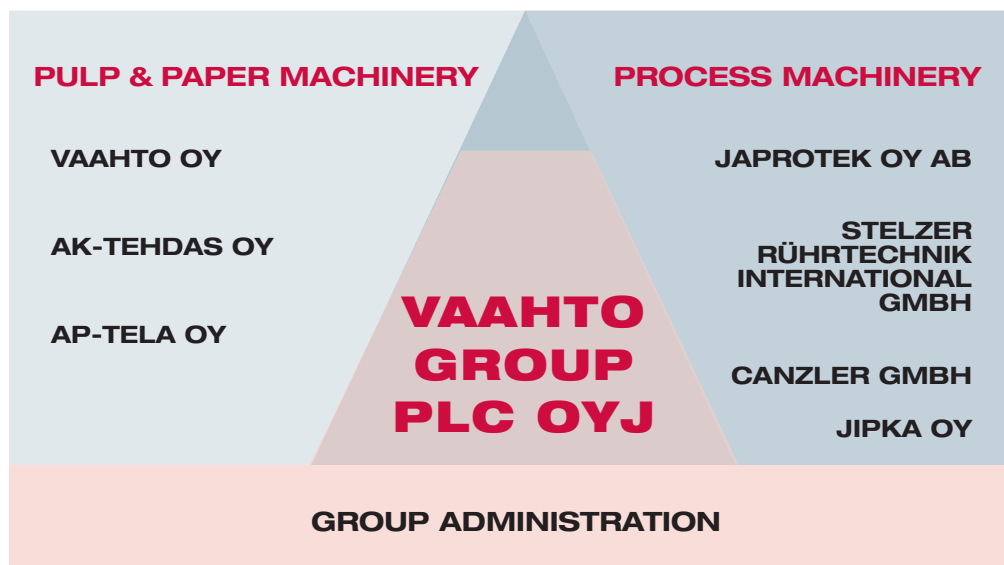 PULP & PAPER MACHINERY
VAAHTO OY
AK-TEHDAS OY
AP-TELA OY
PROCESS MACHINERY
JAPROTEK OY AB
STELZER
RÜHRTECHNIK
INTERNATIONAL
GMBH
CANZLER GMBH
JIPKA OY
VAAHTO
GROUP
PLC OYJ
GROUP ADMINISTRATION